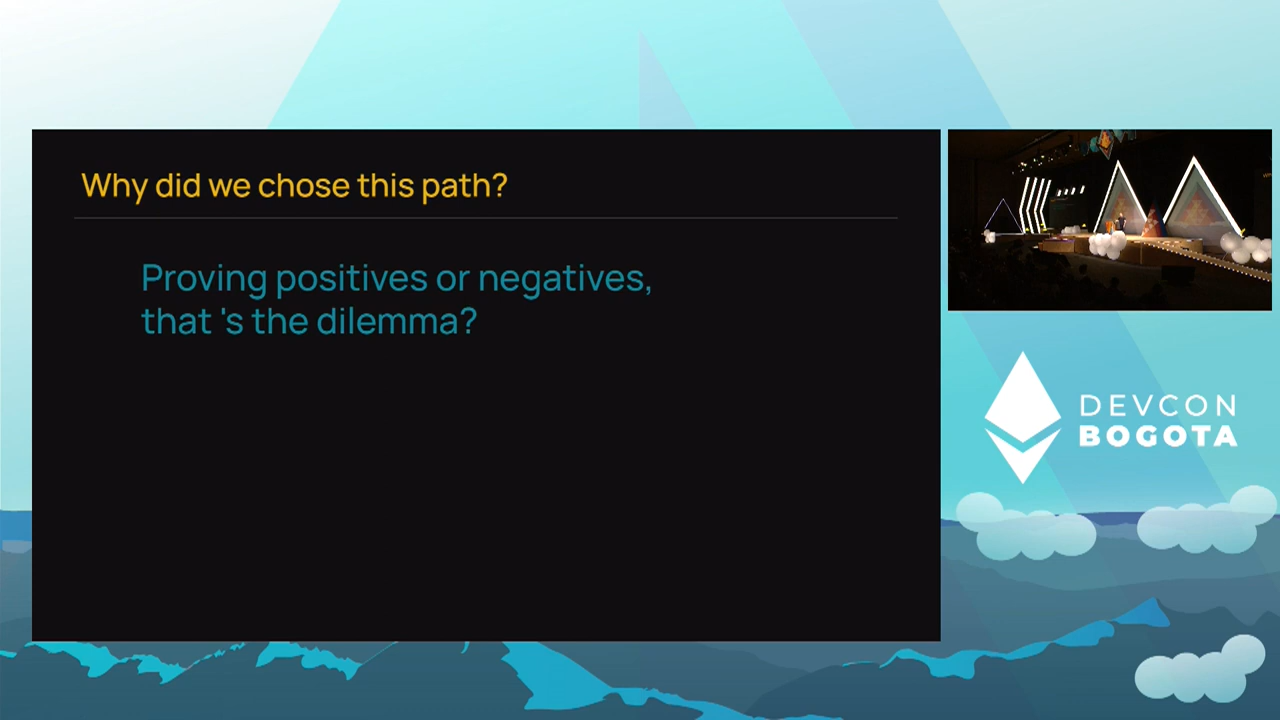 Why did we chose this path?
Proving positives or negatives,
that 's the dilemma?
DEVCON
BOGOTA